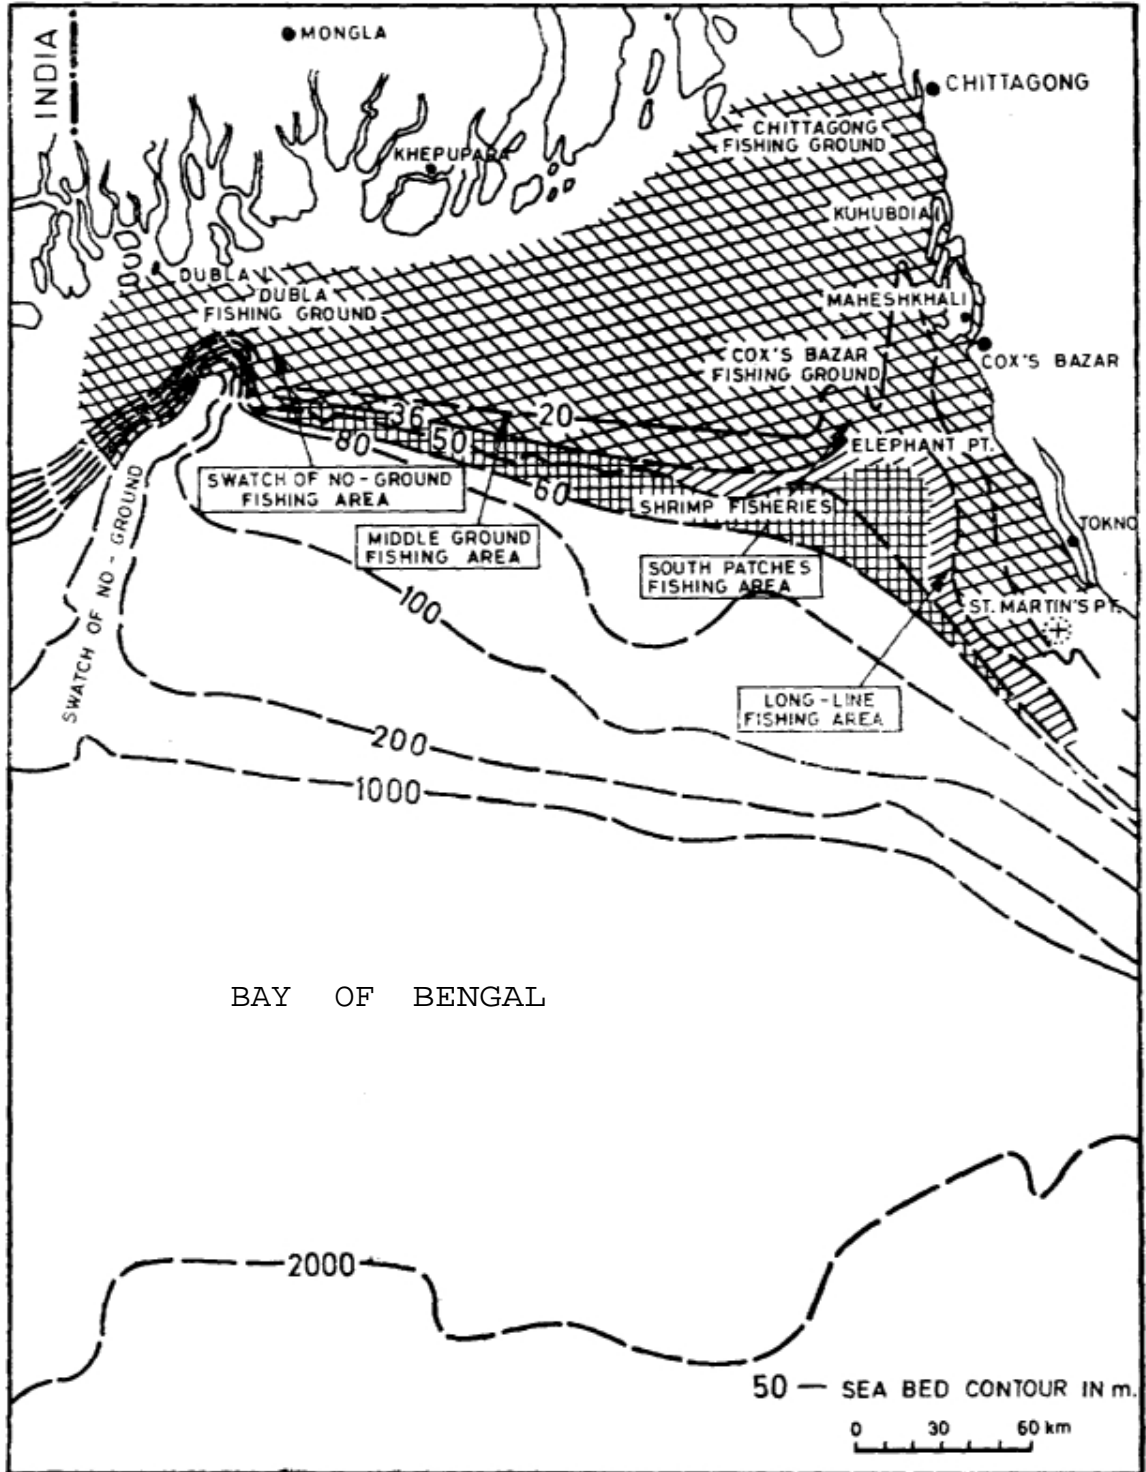 INDIA
MONGLA
CHITTAGONG
CHITTAGONG
FISHING GROUND
KHEPUPARA
KUHUBDIA
DUBLA I.
DUBLA
FISHING GROUND
MAHESHKHALI
COX'S BAZAR
FISHING GROUND
COX'S BAZAR
36
20
50
80
ELEPHANT PT.
SWATCH OF NO-GROUND
FISHING AREA
60
SHRIMP FISHERIES
MIDDLE GROUND
FISHING AREA
TOKNO
SOUTH PATCHES
FISHING AREA
100
ST. MARTIN'S PT.
SWATCH OF NO-GROUND
LONG-LINE
FISHING AREA
200
1000
BAY OF BENGAL
2000
50 — SEA BED CONTOUR IN m.
0 30 60 km